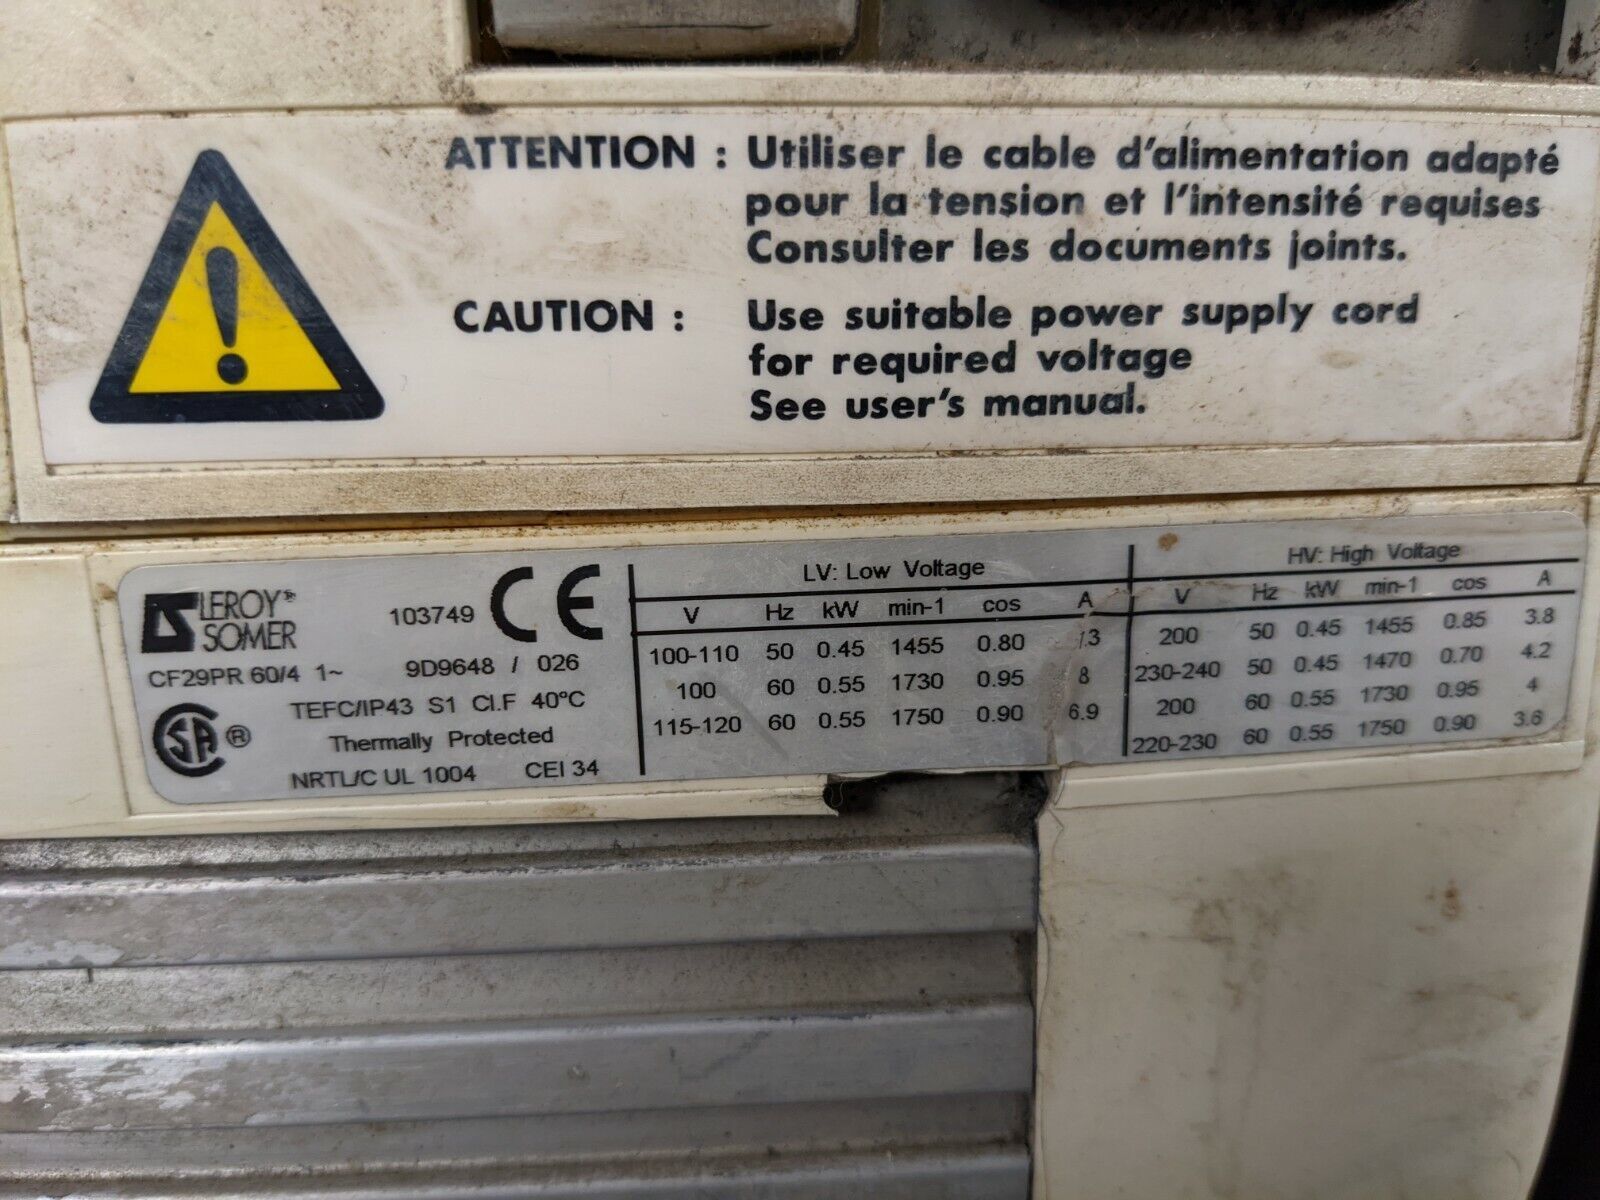 ATTENTION : Utiliser le cable d'alimentation adapté
pour la tension et l'intensité requises
Consulter les documents joints.
CAUTION : Use suitable power supply cord
for required voltage
See user's manual.
LEROY®
SOMER
103749 CE
CF29PR 60/4 1~ 9D9648 / 026
TEFC/IP43 S1 Cl.F 40°C
SA ®
Thermally Protected
NRTL/C UL 1004 CEI 34
LV: Low Voltage
V Hz kW min-1 cos A
100-110 50 0.45 1455 0.80
100 60 0.55 1730 0.95 8
115-120 60 0.55 1750 0.90 6.9
HV: High Voltage
V Hz kW min-1 cos A
200 50 0.45 1455 0.85 3.8
230-240 50 0.45 1470 0.70 4.2
200 60 0.55 1730 0.95 4
220-230 60 0.55 1750 0.90